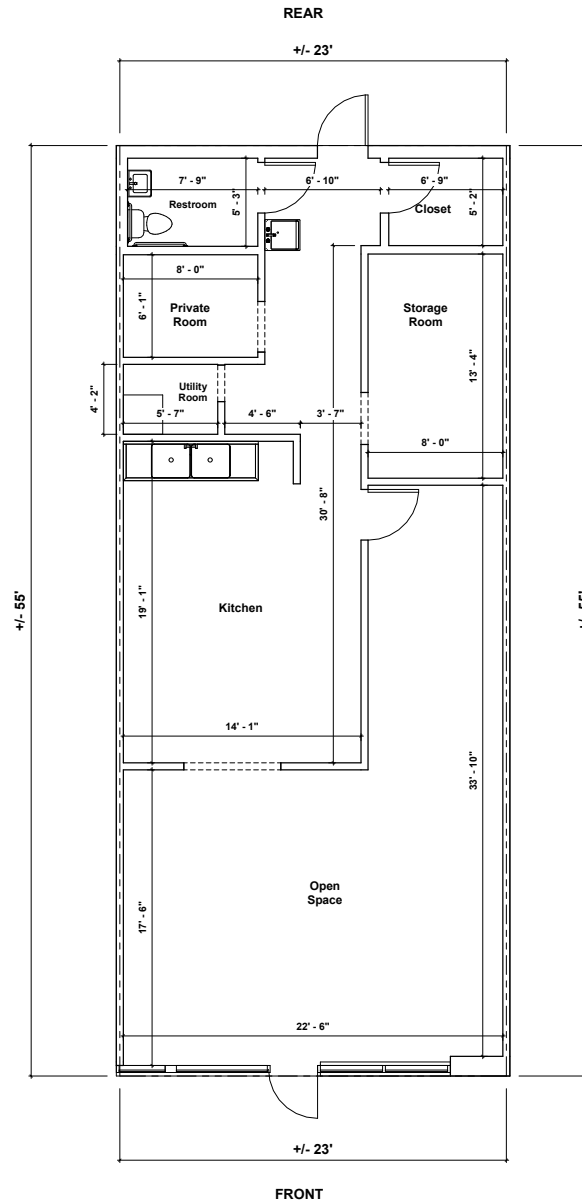 REAR
+/- 23'
7' - 9"
6' - 10"
6' - 9"
Restroom
5' - 3"
Closet
5' - 2"
8' - 0"
6' - 1"
Private
Room
Storage
Room
13' - 4"
4' - 2"
Utility
Room
5' - 7"
4' - 6"
3' - 7"
8' - 0"
30' - 8"
+/- 55'
19' - 1"
Kitchen
+/- 55'
14' - 1"
33' - 10"
Open
Space
17' - 6"
22' - 6"
+/- 23'
FRONT